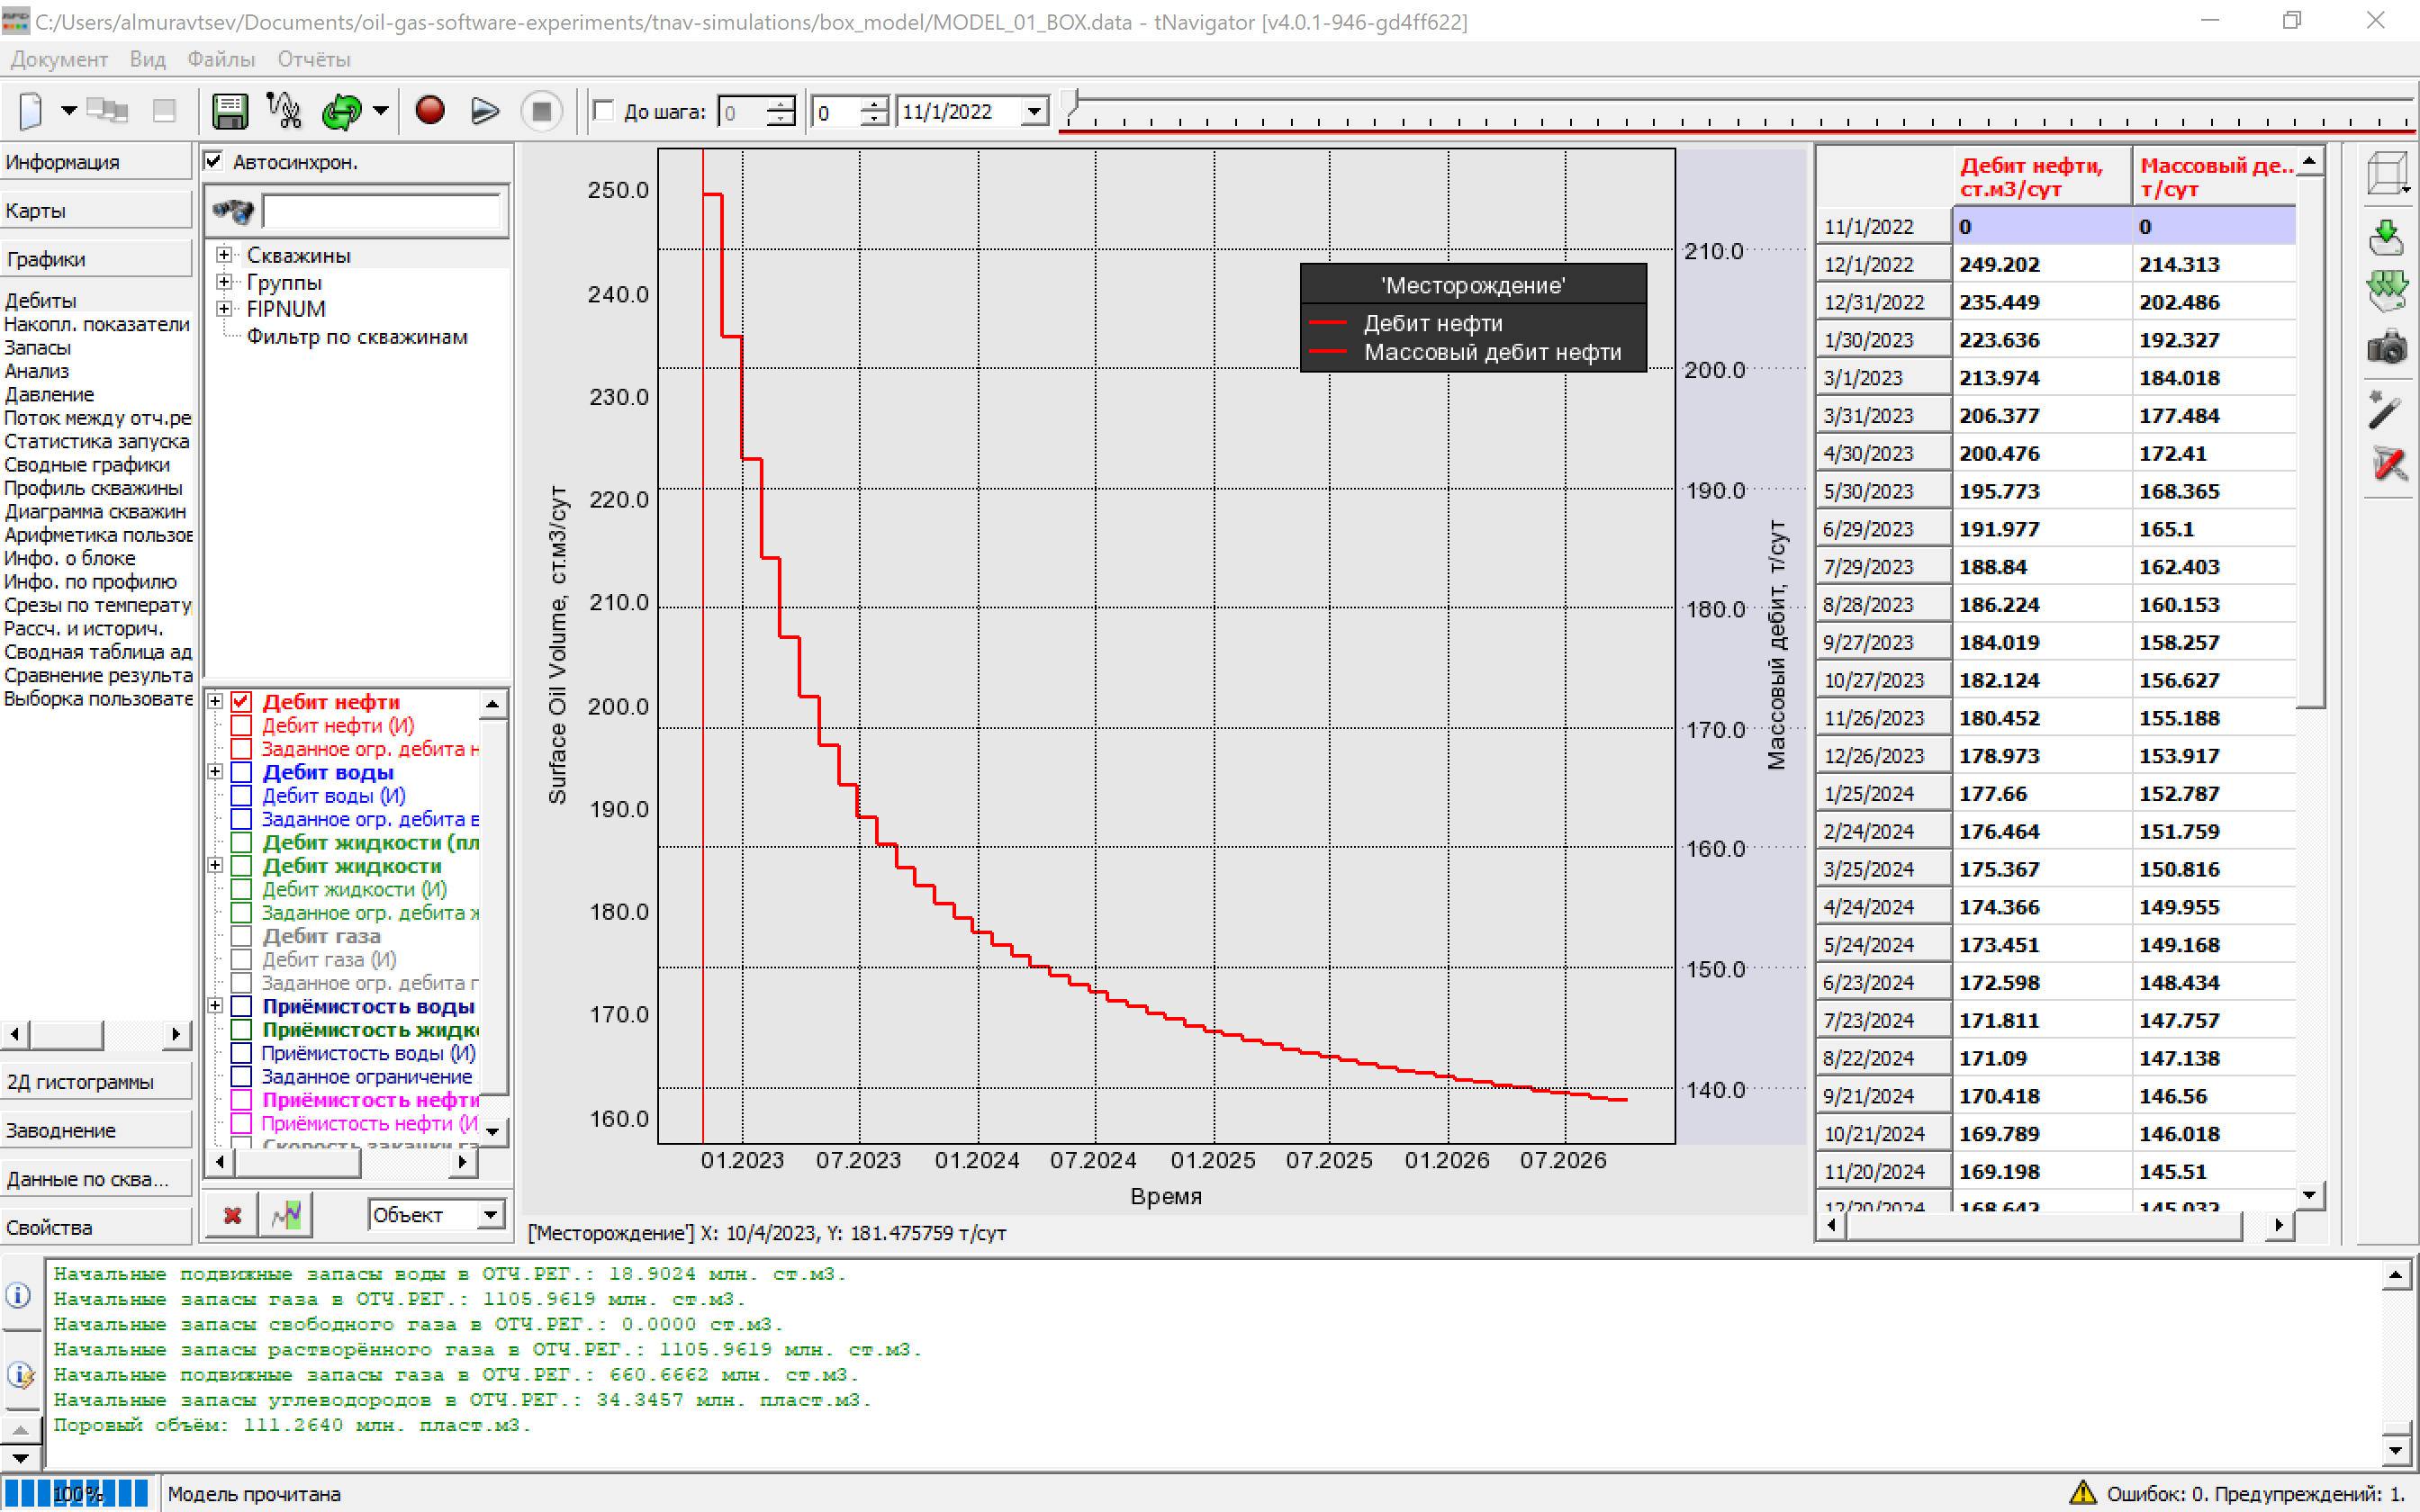 C:/Users/almuravtsev/Documents/oil-gas-software-experiments/tnav-simulations/box_model/MODEL_01_BOX.data - tNavigator [v4.0.1-946-gd4ff622]
Документ Вид Файлы Отчёты
До шага: 0 0 11/1/2022
Информация
Карты
Графики
Дебиты
Накопл. показатели
Запасы
Анализ
Давление
Поток между отч.ре
Статистика запуска
Сводные графики
Профиль скважины
Диаграмма скважин
Арифметика пользов
Инфо. о блоке
Инфо. по профилю
Срезы по температу
Рассч. и историч.
Сводная таблица ад
Сравнение результа
Выборка пользовате
2Д гистограммы
Заводнение
Данные по сква...
Свойства
Автосинхрон.
Скважины
Группы
FIPNUM
Фильтр по скважинам
Дебит нефти
Дебит нефти (И)
Заданное огр. дебита н
Дебит воды
Дебит воды (И)
Заданное огр. дебита в
Дебит жидкости (пл
Дебит жидкости
Дебит жидкости (И)
Заданное огр. дебита ж
Дебит газа
Дебит газа (И)
Заданное огр. дебита г
Приёмистость воды
Приёмистость жидк
Приёмистость воды (И)
Заданное ограничение
Приёмистость нефти
Приёмистость нефти (И
Скорость закачки га
Объект
Surface Oil Volume, ст.м3/сут
250.0
240.0
230.0
220.0
210.0
200.0
190.0
180.0
170.0
160.0
'Месторождение'
Дебит нефти
Массовый дебит нефти
210.0
200.0
190.0
180.0
170.0
160.0
150.0
140.0
Массовый дебит, т/сут
01.2023 07.2023 01.2024 07.2024 01.2025 07.2025 01.2026 07.2026
Время
['Месторождение'] X: 10/4/2023, Y: 181.475759 т/сут
Дебит нефти, Массовый де..
ст.м3/сут т/сут
11/1/2022 0 0
12/1/2022 249.202 214.313
12/31/2022 235.449 202.486
1/30/2023 223.636 192.327
3/1/2023 213.974 184.018
3/31/2023 206.377 177.484
4/30/2023 200.476 172.41
5/30/2023 195.773 168.365
6/29/2023 191.977 165.1
7/29/2023 188.84 162.403
8/28/2023 186.224 160.153
9/27/2023 184.019 158.257
10/27/2023 182.124 156.627
11/26/2023 180.452 155.188
12/26/2023 178.973 153.917
1/25/2024 177.66 152.787
2/24/2024 176.464 151.759
3/25/2024 175.367 150.816
4/24/2024 174.366 149.955
5/24/2024 173.451 149.168
6/23/2024 172.598 148.434
7/23/2024 171.811 147.757
8/22/2024 171.09 147.138
9/21/2024 170.418 146.56
10/21/2024 169.789 146.018
11/20/2024 169.198 145.51
12/20/2024 168.642 145.032
Начальные подвижные запасы воды в ОТЧ.РЕГ.: 18.9024 млн. ст.м3.
Начальные запасы газа в ОТЧ.РЕГ.: 1105.9619 млн. ст.м3.
Начальные запасы свободного газа в ОТЧ.РЕГ.: 0.0000 ст.м3.
Начальные запасы растворённого газа в ОТЧ.РЕГ.: 1105.9619 млн. ст.м3.
Начальные подвижные запасы газа в ОТЧ.РЕГ.: 660.6662 млн. ст.м3.
Начальные запасы углеводородов в ОТЧ.РЕГ.: 34.3457 млн. пласт.м3.
Поровый объём: 111.2640 млн. пласт.м3.
100% Модель прочитана
Ошибок: 0. Предупреждений: 1.